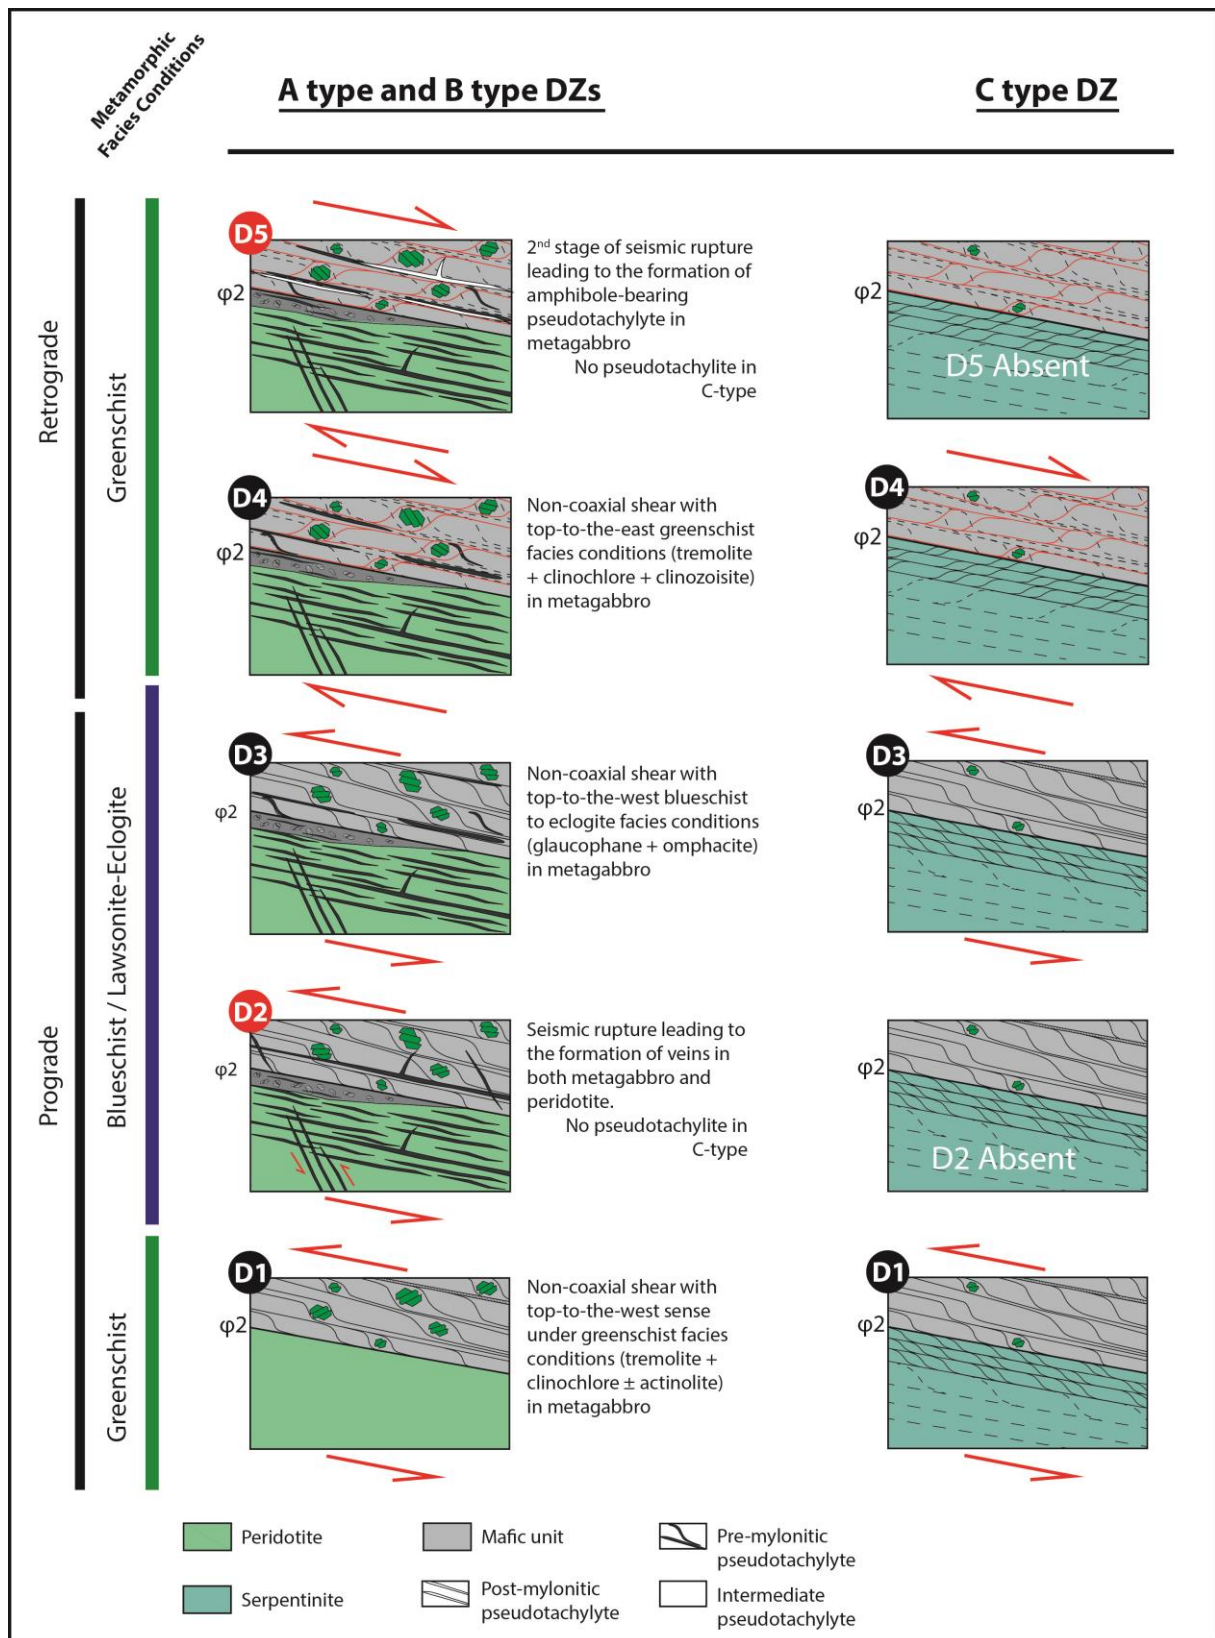 Metamorphic
Facies Conditions
A type and B type DZs
C type DZ
Retrograde
Greenschist
D5
φ2
2nd stage of seismic rupture
leading to the formation of
amphibole-bearing
pseudotachylyte in
metagabbro
No pseudotachylite in
C-type
φ2
D5 Absent
D4
φ2
Non-coaxial shear with
top-to-the-east greenschist
facies conditions (tremolite
+ clinochlore + clinozoisite)
in metagabbro
D4
φ2
Prograde
Blueschist / Lawsonite-Eclogite
D3
φ2
Non-coaxial shear with
top-to-the-west blueschist
to eclogite facies conditions
(glaucophane + omphacite)
in metagabbro
D3
φ2
D2
φ2
Seismic rupture leading to
the formation of veins in
both metagabbro and
peridotite.
No pseudotachylite in
C-type
φ2
D2 Absent
Greenschist
D1
φ2
Non-coaxial shear with
top-to-the-west sense
under greenschist facies
conditions (tremolite +
clinochlore ± actinolite)
in metagabbro
D1
φ2
Peridotite
Mafic unit
Pre-mylonitic
pseudotachylyte
Serpentinite
Post-mylonitic
pseudotachylyte
Intermediate
pseudotachylyte